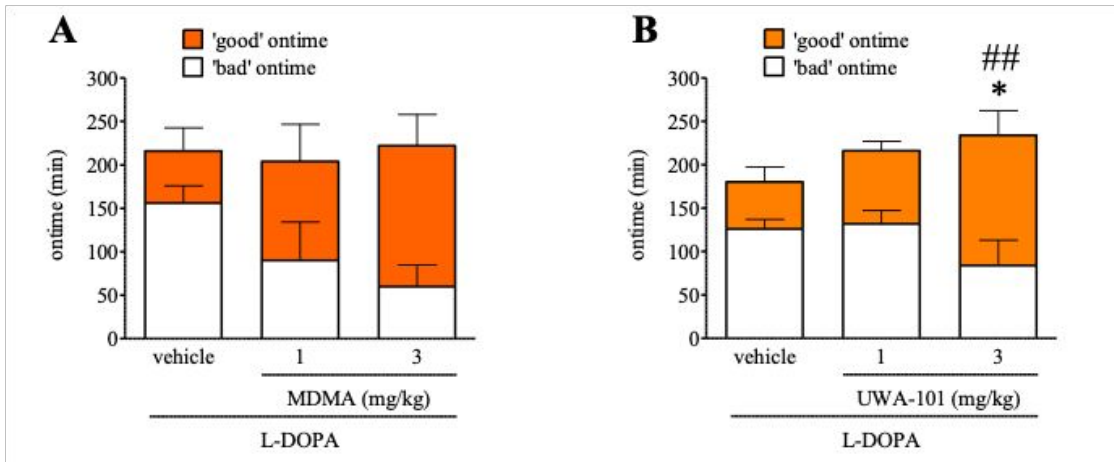 A
'good' ontime
'bad' ontime
ontime (min)
300
250
200
150
100
50
0
vehicle
1
3
MDMA (mg/kg)
L-DOPA
B
'good' ontime
'bad' ontime
##
*
ontime (min)
300
250
200
150
100
50
0
vehicle
1
3
UWA-101 (mg/kg)
L-DOPA